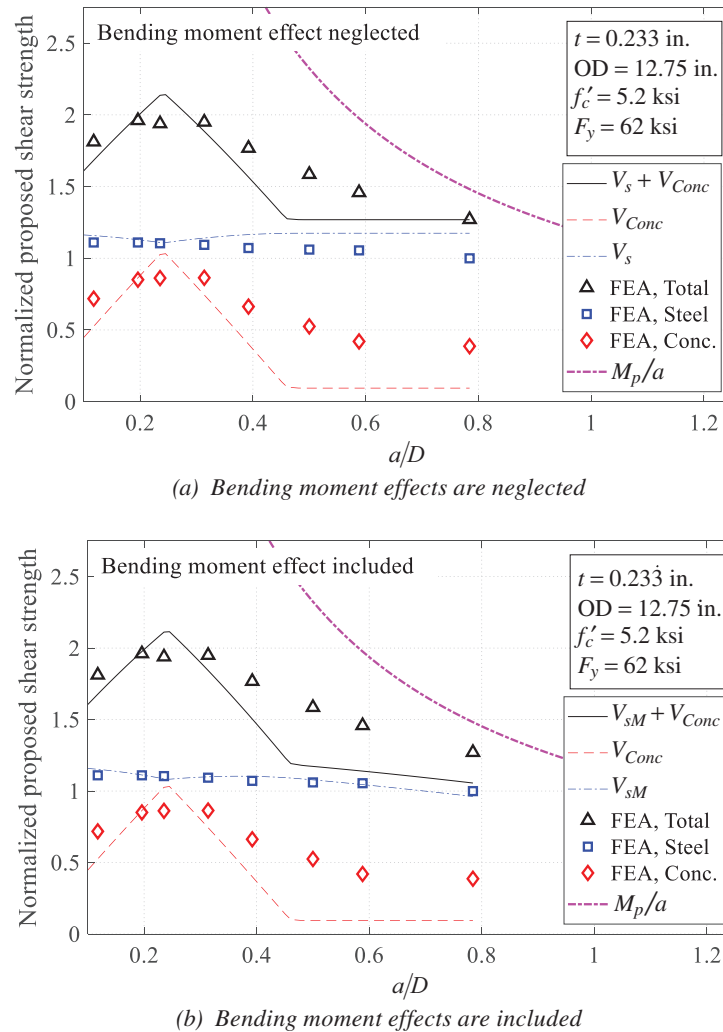 Bending moment effect neglected
t = 0.233 in.
OD = 12.75 in.
f′c = 5.2 ksi
Fy = 62 ksi
Normalized proposed shear strength
2.5
2
1.5
1
0.5
0
Vs + VConc
VConc
Vs
FEA, Total
FEA, Steel
FEA, Conc.
Mp/a
0.2
0.4
0.6
0.8
1
1.2
a/D
(a) Bending moment effects are neglected
Bending moment effect included
t = 0.233 in.
OD = 12.75 in.
f′c = 5.2 ksi
Fy = 62 ksi
Normalized proposed shear strength
2.5
2
1.5
1
0.5
0
VsM + VConc
VConc
VsM
FEA, Total
FEA, Steel
FEA, Conc.
Mp/a
0.2
0.4
0.6
0.8
1
1.2
a/D
(b) Bending moment effects are included